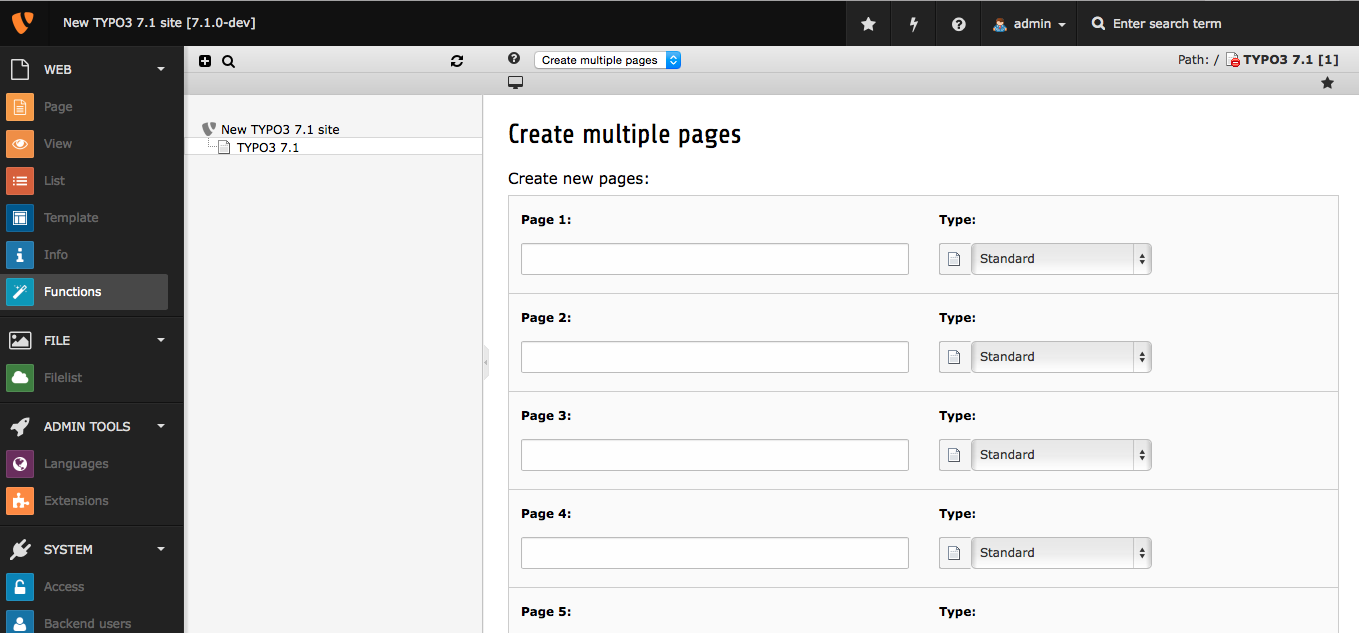 New TYPO3 7.1 site [7.1.0-dev]
admin
Enter search term
WEB
Page
View
List
Template
Info
Functions
FILE
Filelist
ADMIN TOOLS
Languages
Extensions
SYSTEM
Access
Backend users
New TYPO3 7.1 site
TYPO3 7.1
Create multiple pages
Path: / TYPO3 7.1 [1]
Create multiple pages
Create new pages:
Page 1: Type:
Standard
Page 2: Type:
Standard
Page 3: Type:
Standard
Page 4: Type:
Standard
Page 5: Type: